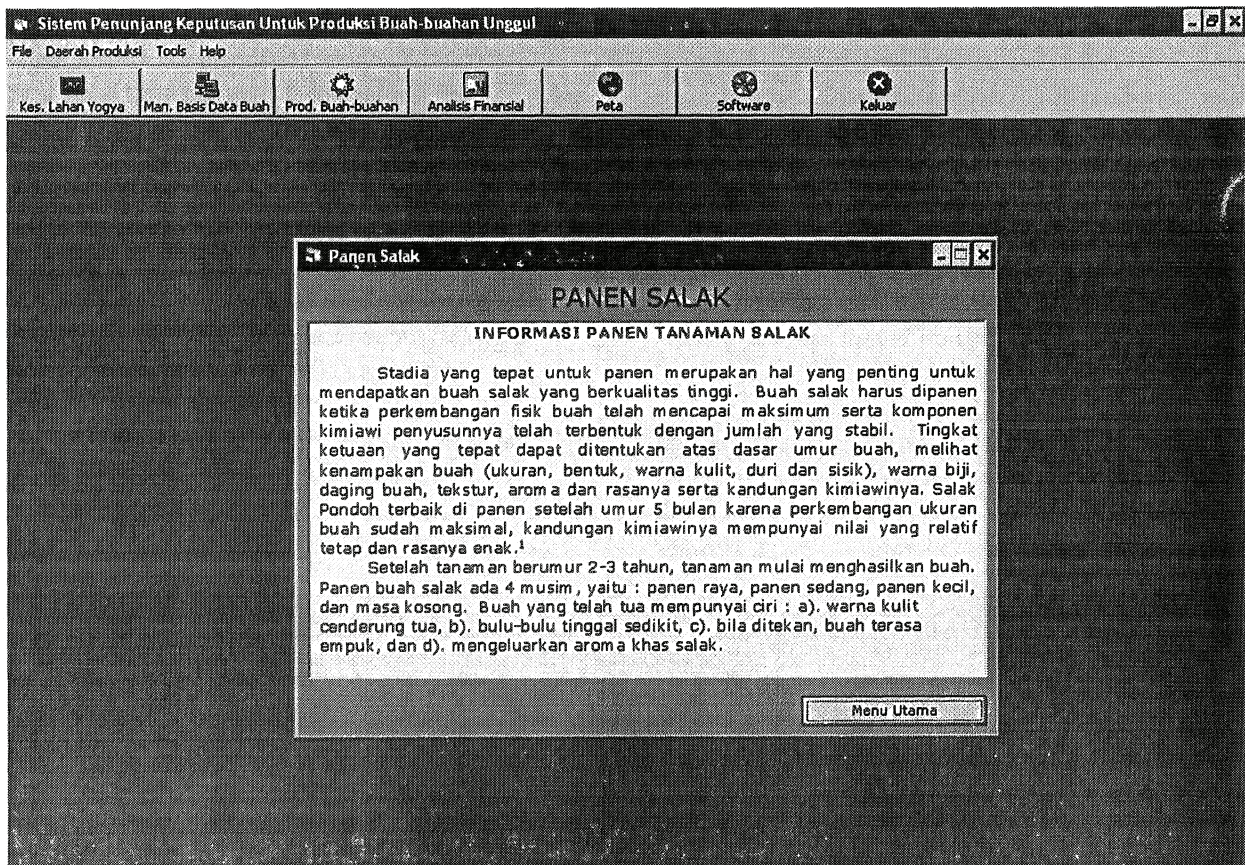 Sistem Penunjang Keputusan Untuk Produksi Buah-buahan Unggul
File Daerah Produksi Tools Help
Kes. Lahan Yogya Man. Basis Data Buah Prod. Buah-buahan Analisis Finansial Peta Software Keluar
Panen Salak
PANEN SALAK
INFORMASI PANEN TANAMAN SALAK
Stadia yang tepat untuk panen merupakan hal yang penting untuk
mendapatkan buah salak yang berkualitas tinggi. Buah salak harus dipanen
ketika perkembangan fisik buah telah mencapai maksimum serta komponen
kimiawi penyusunnya telah terbentuk dengan jumlah yang stabil. Tingkat
ketuaan yang tepat dapat ditentukan atas dasar umur buah, melihat
kenampakan buah (ukuran, bentuk, warna kulit, duri dan sisik), warna biji,
daging buah, tekstur, aroma dan rasanya serta kandungan kimiawinya. Salak
Pondoh terbaik di panen setelah umur 5 bulan karena perkembangan ukuran
buah sudah maksimal, kandungan kimiawinya mempunyai nilai yang relatif
tetap dan rasanya enak.¹
Setelah tanaman berumur 2-3 tahun, tanaman mulai menghasilkan buah.
Panen buah salak ada 4 musim, yaitu : panen raya, panen sedang, panen kecil,
dan masa kosong. Buah yang telah tua mempunyai ciri : a). warna kulit
cenderung tua, b). bulu-bulu tinggal sedikit, c). bila ditekan, buah terasa
empuk, dan d). mengeluarkan aroma khas salak.
Menu Utama